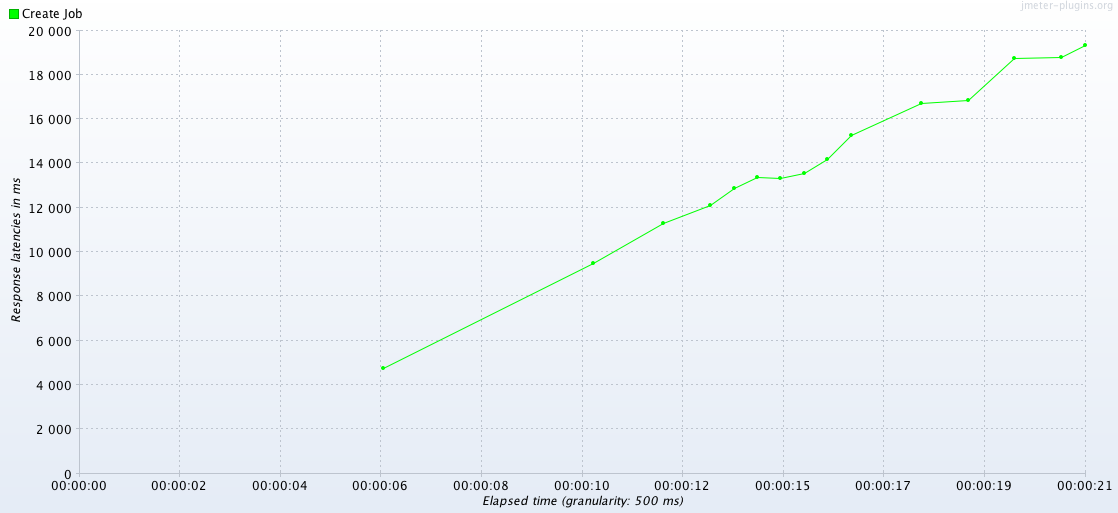 jmeter-plugins.org
Create Job
20 000
18 000
16 000
14 000
12 000
10 000
8 000
6 000
4 000
2 000
0
Response latencies in ms
00:00:00 00:00:02 00:00:04 00:00:06 00:00:08 00:00:10 00:00:12 00:00:15 00:00:17 00:00:19 00:00:21
Elapsed time (granularity: 500 ms)